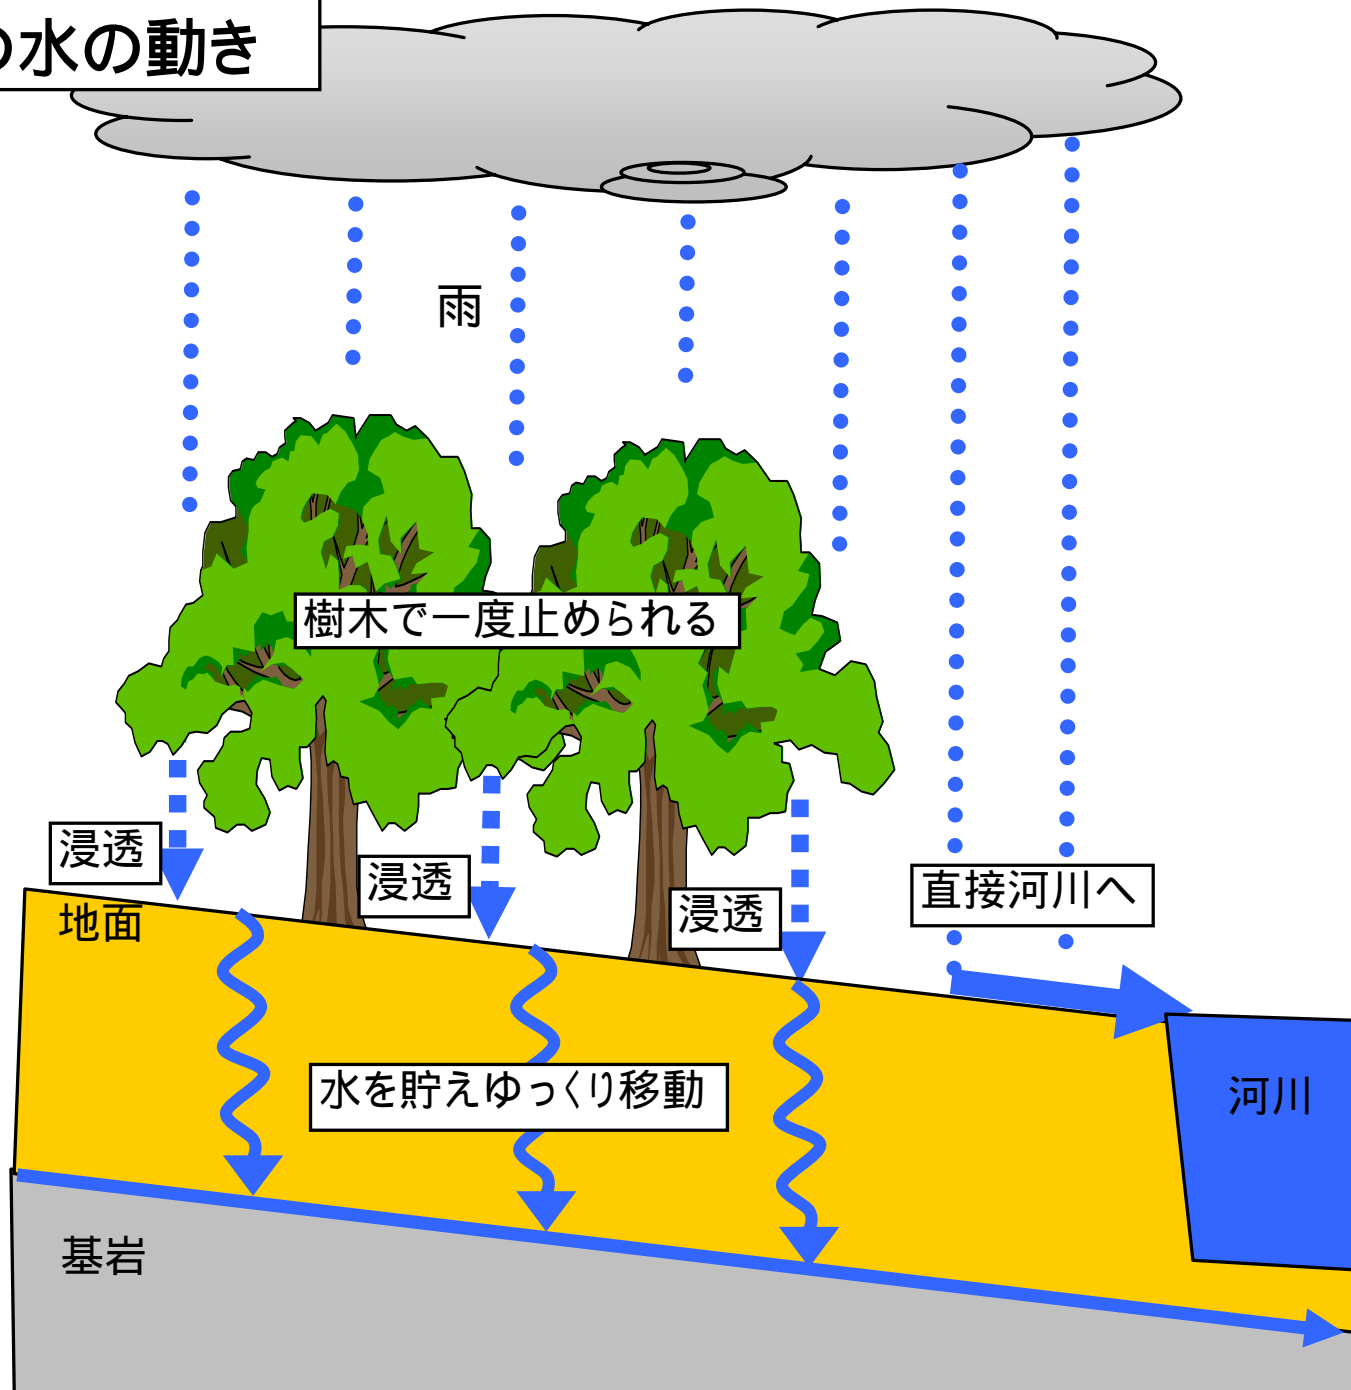 の水の動き
雨
樹木で一度止められる
浸透
浸透
浸透
直接河川へ
地面
水を貯えゆっくり移動
河川
基岩